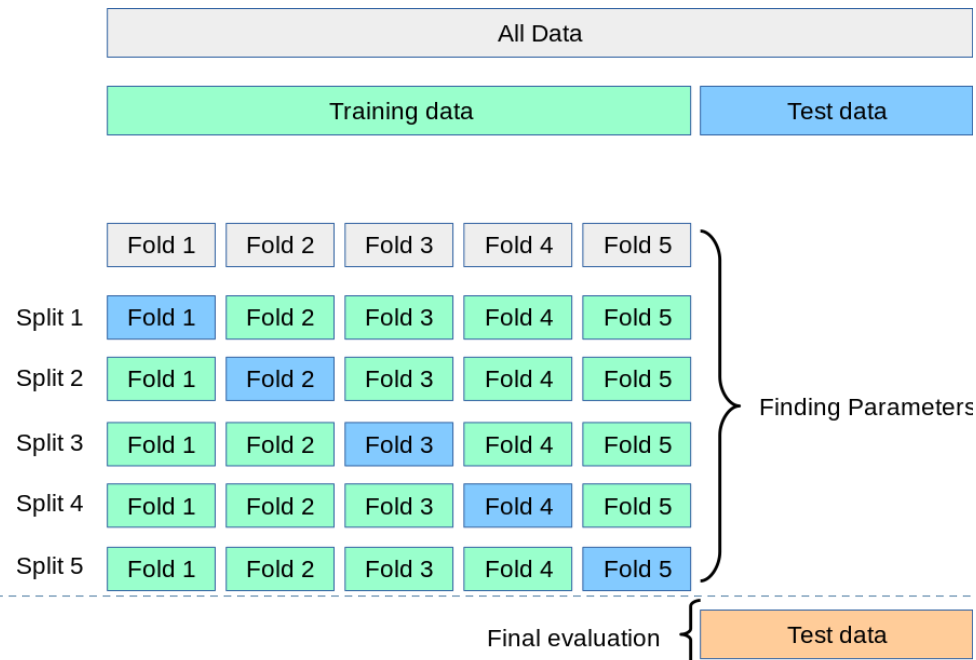 All Data
Training data Test data
Fold 1 Fold 2 Fold 3 Fold 4 Fold 5
Split 1 Fold 1 Fold 2 Fold 3 Fold 4 Fold 5
Split 2 Fold 1 Fold 2 Fold 3 Fold 4 Fold 5
Finding Parameters
Split 3 Fold 1 Fold 2 Fold 3 Fold 4 Fold 5
Split 4 Fold 1 Fold 2 Fold 3 Fold 4 Fold 5
Split 5 Fold 1 Fold 2 Fold 3 Fold 4 Fold 5
Final evaluation Test data